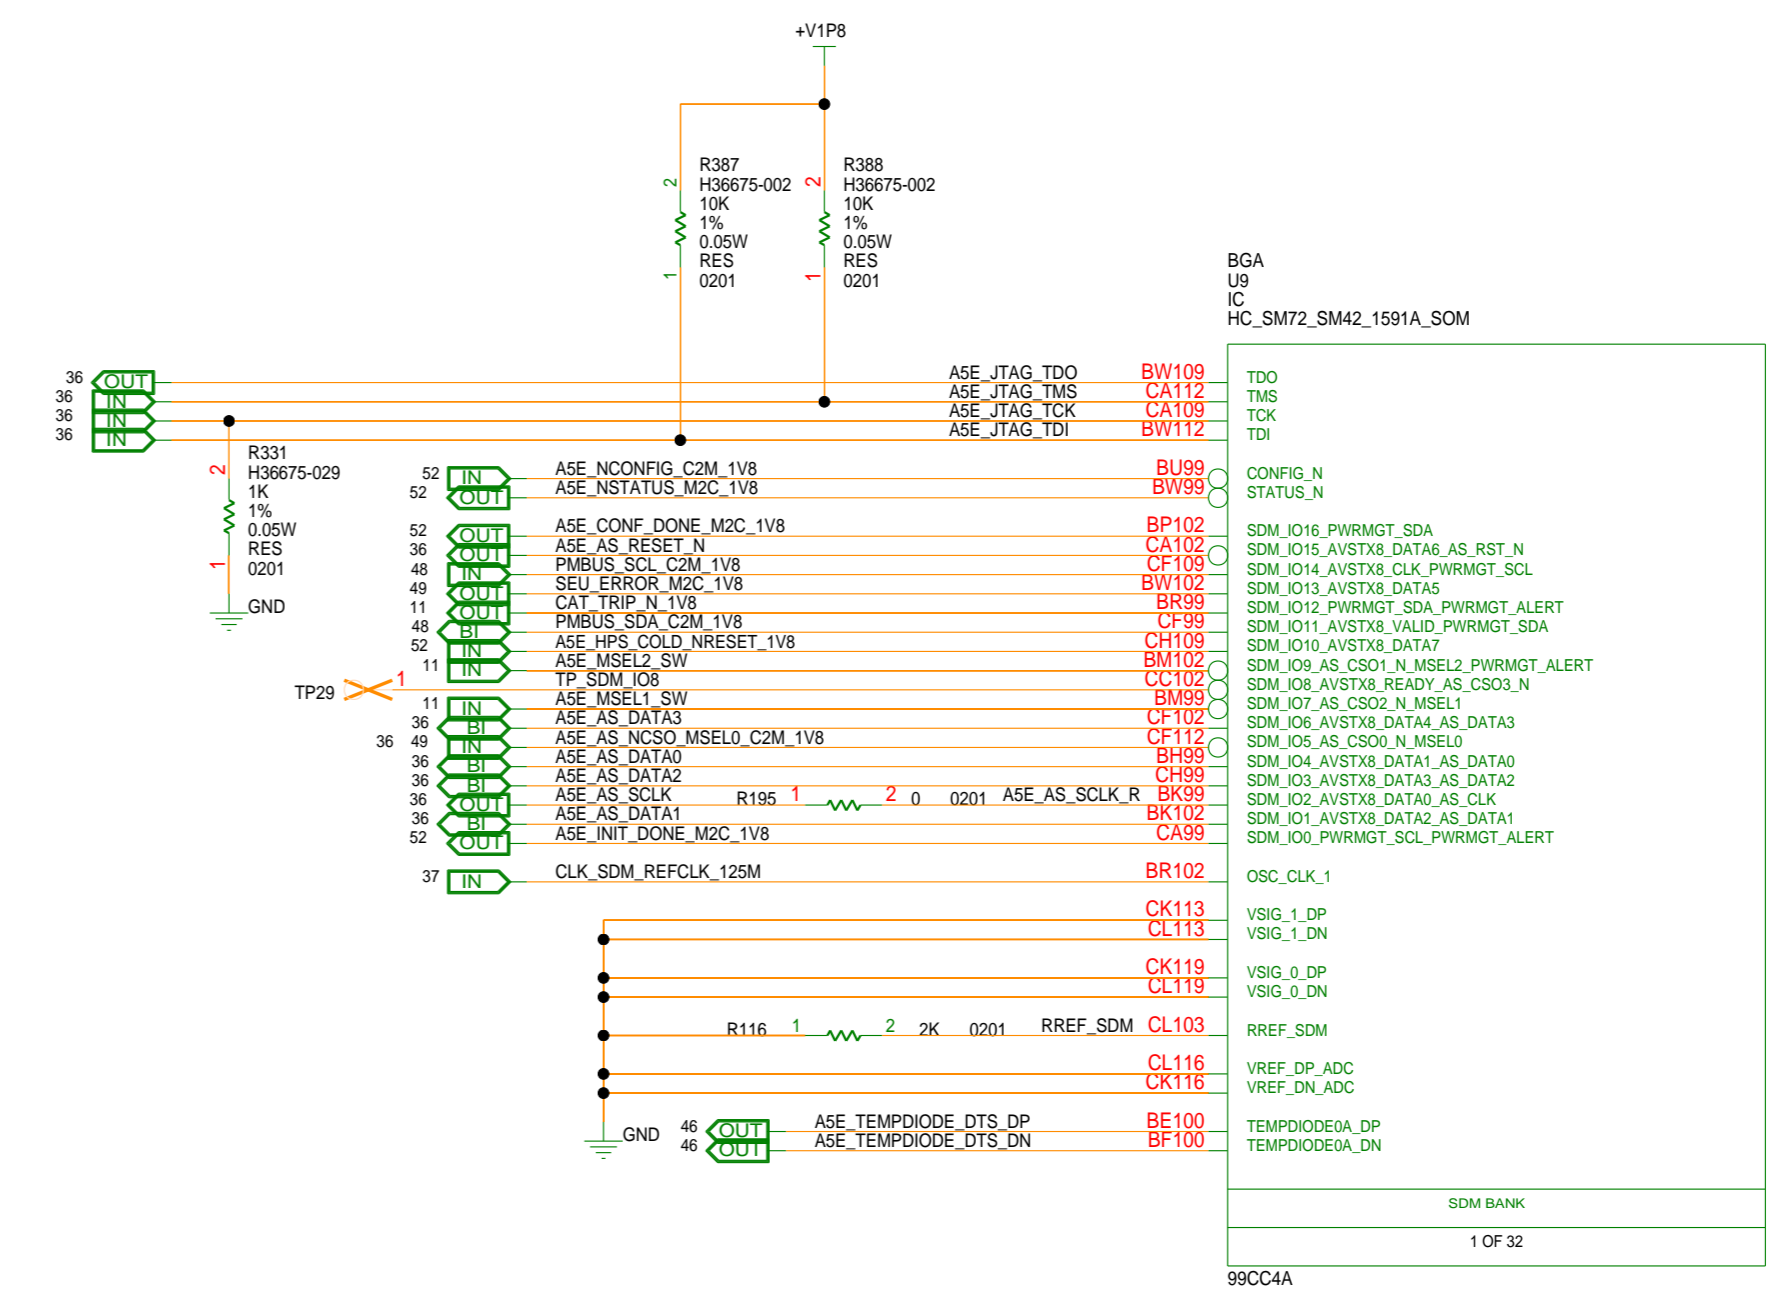 +V1P8
R387
H36675-002
10K
1%
0.05W
RES
0201
2
1
R388
H36675-002
10K
1%
0.05W
RES
0201
2
1
BGA
U9
IC
HC_SM72_SM42_1591A_SOM
36 OUT A5E_JTAG_TDO BW109 TDO
36 IN A5E_JTAG_TMS CA112 TMS
36 IN A5E_JTAG_TCK CA109 TCK
36 IN A5E_JTAG_TDI BW112 TDI
R331
H36675-029
1K
1%
0.05W
RES
0201
2
1
GND
52 IN A5E_NCONFIG_C2M_1V8 BU99 CONFIG_N
52 OUT A5E_NSTATUS_M2C_1V8 BW99 STATUS_N
52 OUT A5E_CONF_DONE_M2C_1V8 BP102 SDM_IO16_PWRMGT_SDA
36 OUT A5E_AS_RESET_N CA102 SDM_IO15_AVSTX8_DATA6_AS_RST_N
48 IN PMBUS_SCL_C2M_1V8 CF109 SDM_IO14_AVSTX8_CLK_PWRMGT_SCL
49 OUT SEU_ERROR_M2C_1V8 BW102 SDM_IO13_AVSTX8_DATA5
11 OUT CAT_TRIP_N_1V8 BR99 SDM_IO12_PWRMGT_SDA_PWRMGT_ALERT
48 BI PMBUS_SDA_C2M_1V8 CF99 SDM_IO11_AVSTX8_VALID_PWRMGT_SDA
52 IN A5E_HPS_COLD_NRESET_1V8 CH109 SDM_IO10_AVSTX8_DATA7
11 IN A5E_MSEL2_SW BM102 SDM_IO9_AS_CSO1_N_MSEL2_PWRMGT_ALERT
TP29 1 TP_SDM_IO8 CC102 SDM_IO8_AVSTX8_READY_AS_CSO3_N
11 IN A5E_MSEL1_SW BM99 SDM_IO7_AS_CSO2_N_MSEL1
36 BI A5E_AS_DATA3 CF102 SDM_IO6_AVSTX8_DATA4_AS_DATA3
36 49 IN A5E_AS_NCSO_MSEL0_C2M_1V8 CF112 SDM_IO5_AS_CSO0_N_MSEL0
36 BI A5E_AS_DATA0 BH99 SDM_IO4_AVSTX8_DATA1_AS_DATA0
36 BI A5E_AS_DATA2 CH99 SDM_IO3_AVSTX8_DATA3_AS_DATA2
36 OUT A5E_AS_SCLK R195 1 2 0 0201 A5E_AS_SCLK_R BK99 SDM_IO2_AVSTX8_DATA0_AS_CLK
36 BI A5E_AS_DATA1 BK102 SDM_IO1_AVSTX8_DATA2_AS_DATA1
52 OUT A5E_INIT_DONE_M2C_1V8 CA99 SDM_IO0_PWRMGT_SCL_PWRMGT_ALERT
37 IN CLK_SDM_REFCLK_125M BR102 OSC_CLK_1
CK113 VSIG_1_DP
CL113 VSIG_1_DN
CK119 VSIG_0_DP
CL119 VSIG_0_DN
R116 1 2 2K 0201 RREF_SDM CL103 RREF_SDM
CL116 VREF_DP_ADC
CK116 VREF_DN_ADC
GND
46 OUT A5E_TEMPDIODE_DTS_DP BE100 TEMPDIODE0A_DP
46 OUT A5E_TEMPDIODE_DTS_DN BF100 TEMPDIODE0A_DN
SDM BANK
1 OF 32
99CC4A